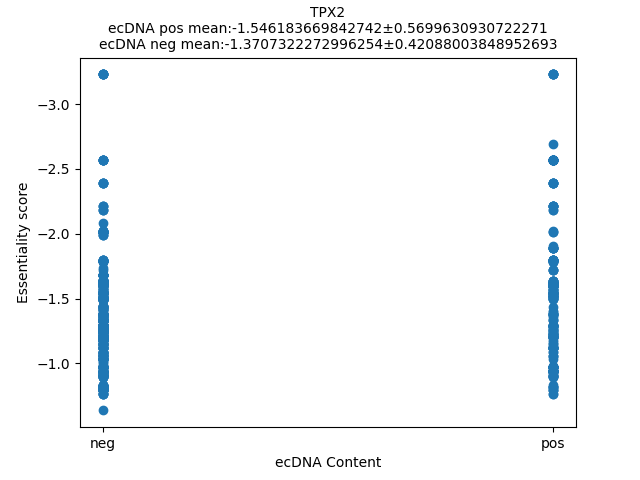 TPX2
ecDNA pos mean:-1.546183669842742±0.5699630930722271
ecDNA neg mean:-1.3707322272996254±0.42088003848952693
Essentiality score
−3.0
−2.5
−2.0
−1.5
−1.0
neg
pos
ecDNA Content